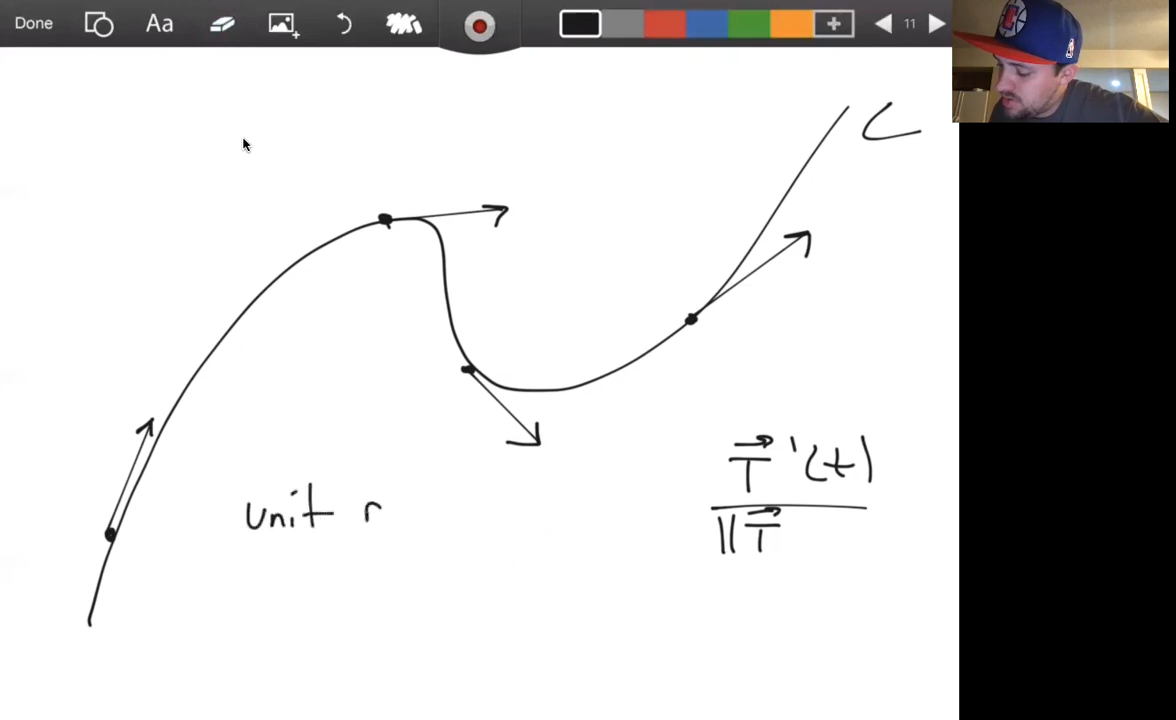 Done Aa 11
C
unit n
T⃗ '(t)
||T⃗